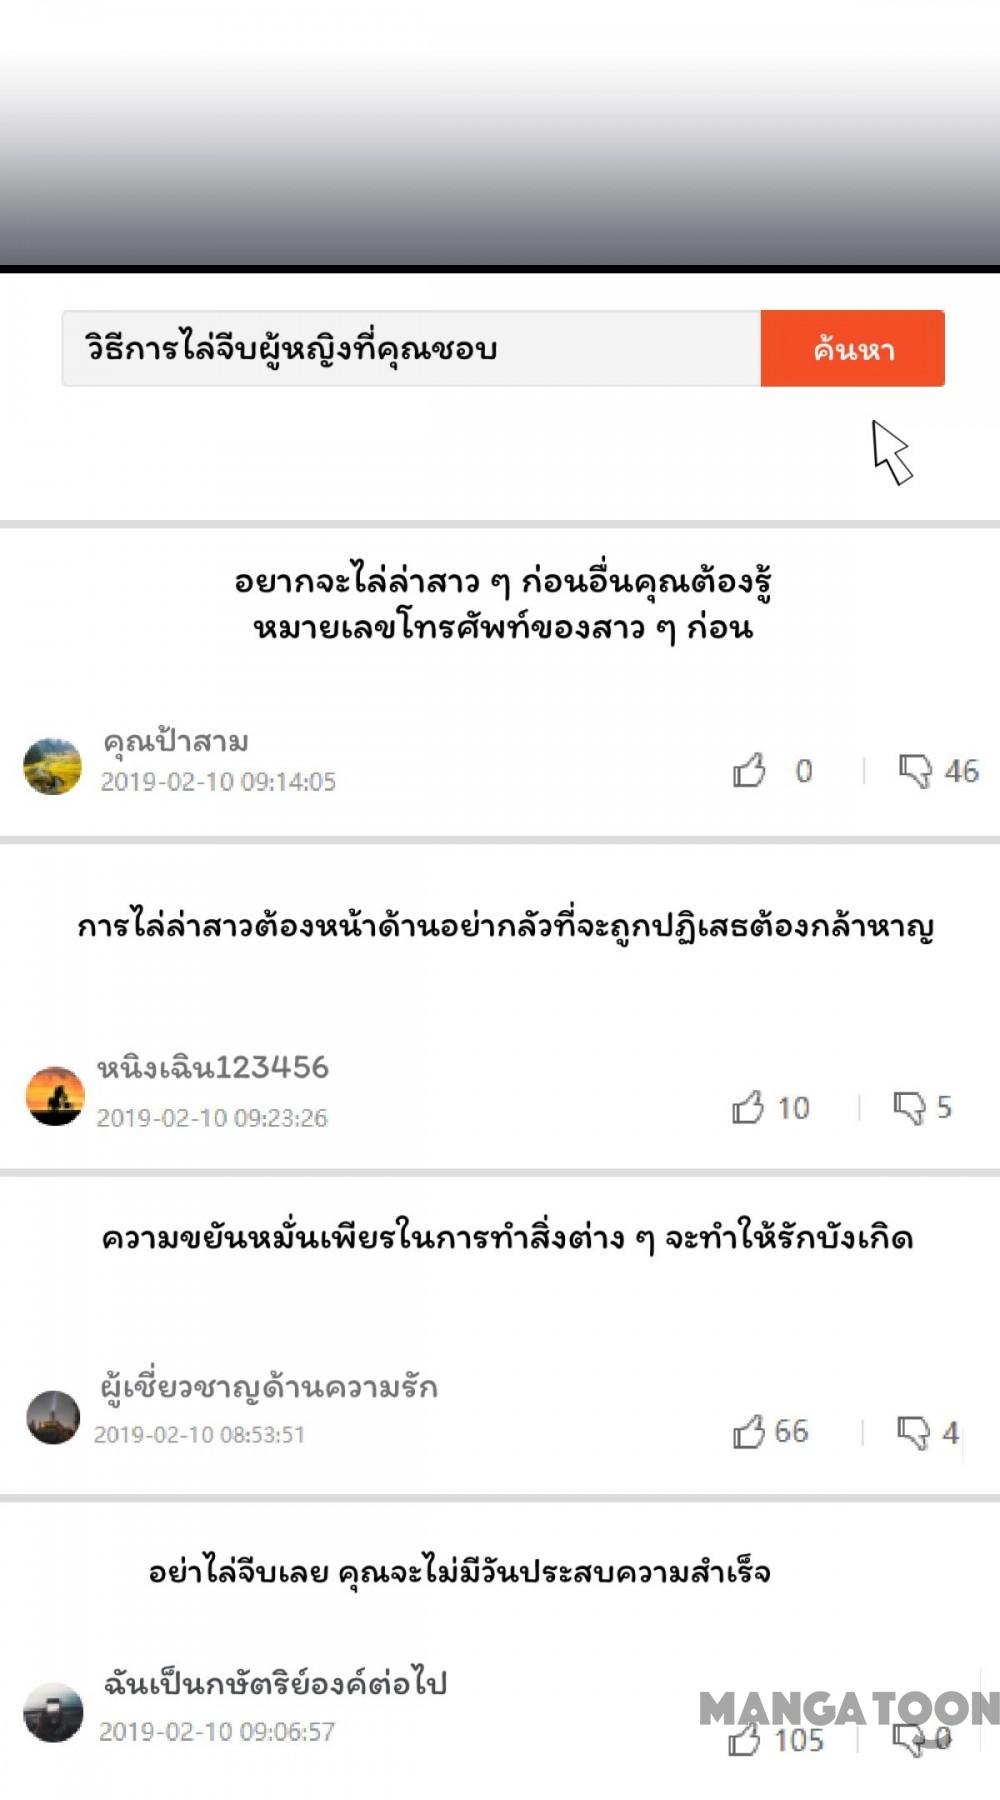 วิธีการไล่จีบผู้หญิงที่คุณชอบ
ค้นหา
อยากจะไล่ล่าสาว ๆ ก่อนอื่นคุณต้องรู้
หมายเลขโทรศัพท์ของสาว ๆ ก่อน
คุณป้าสาม
2019-02-10 09:14:05
0
46
การไล่ล่าสาวต้องหน้าด้านอย่ากลัวที่จะถูกปฏิเสธต้องกล้าหาญ
หนิงเฉิน123456
2019-02-10 09:23:26
10
5
ความขยันหมั่นเพียรในการทำสิ่งต่าง ๆ จะทำให้รักบังเกิด
ผู้เชี่ยวชาญด้านความรัก
2019-02-10 08:53:51
66
4
อย่าไล่จีบเลย คุณจะไม่มีวันประสบความสำเร็จ
ฉันเป็นกษัตริย์องค์ต่อไป
2019-02-10 09:06:57
MANGATOON
105
0